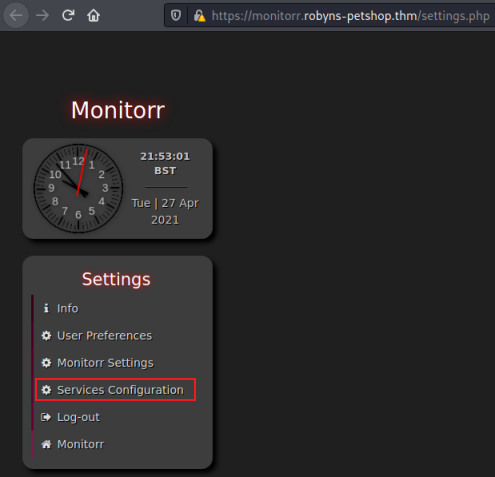 https://monitorr.robyns-petshop.thm/settings.php
Monitorr
12
1
2
3
4
5
6
7
8
9
10
11
21:53:01
BST
Tue | 27 Apr
2021
Settings
Info
User Preferences
Monitorr Settings
Services Configuration
Log-out
Monitorr